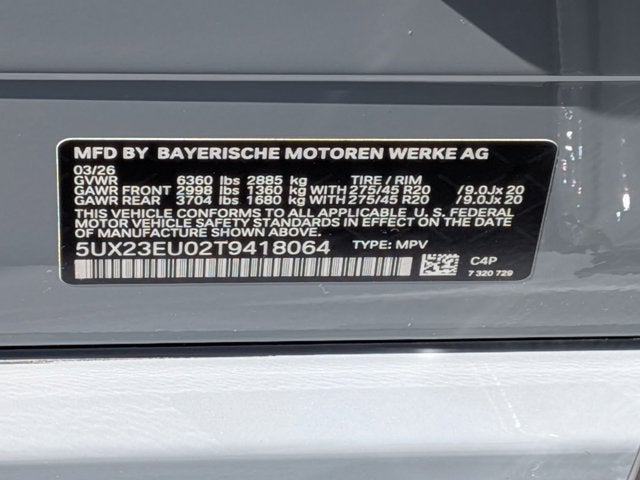 MFD BY BAYERISCHE MOTOREN WERKE AG
03/26
GVWR 6360 lbs 2885 kg TIRE / RIM
GAWR FRONT 2998 lbs 1360 kg WITH 275/45 R20 /9.0Jx 20
GAWR REAR 3704 lbs 1680 kg WITH 275/45 R20 /9.0Jx 20
THIS VEHICLE CONFORMS TO ALL APPLICABLE U. S. FEDERAL
MOTOR VEHICLE SAFETY STANDARDS IN EFFECT ON THE DATE
OF MANUFACTURE SHOWN ABOVE.
5UX23EU02T9418064 TYPE: MPV
C4P
7 320 729